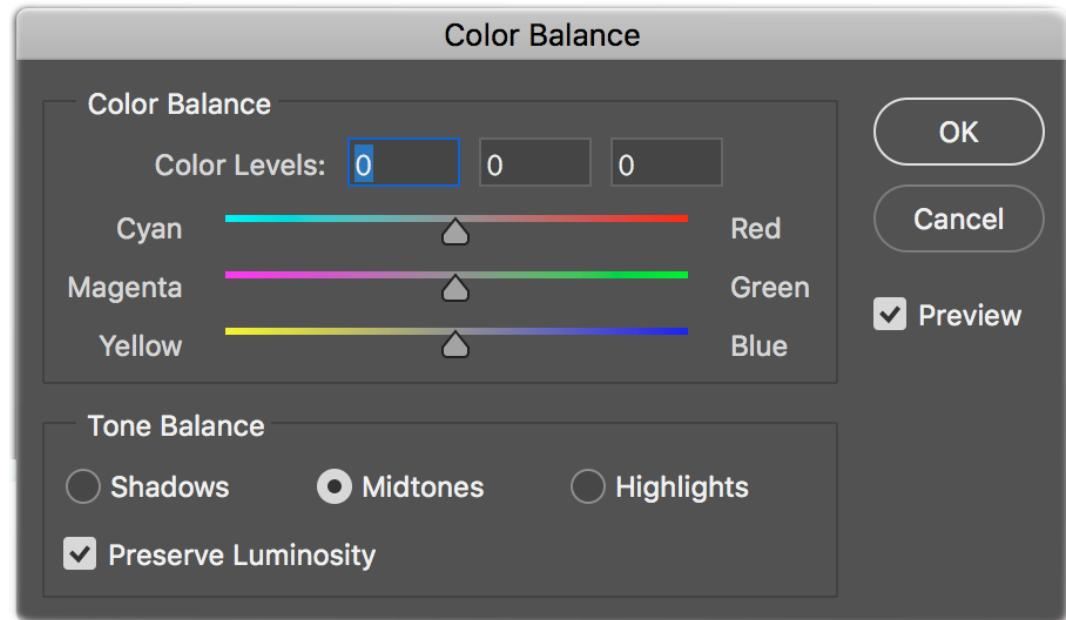 Color Balance
Color Balance
Color Levels: 0 0 0
Cyan Red
Magenta Green
Yellow Blue
OK
Cancel
Preview
Tone Balance
Shadows Midtones Highlights
Preserve Luminosity